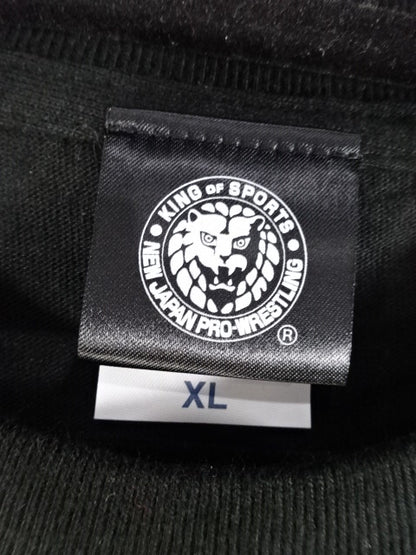 KING OF SPORTS
NEW JAPAN PRO-WRESTLING
®
XL